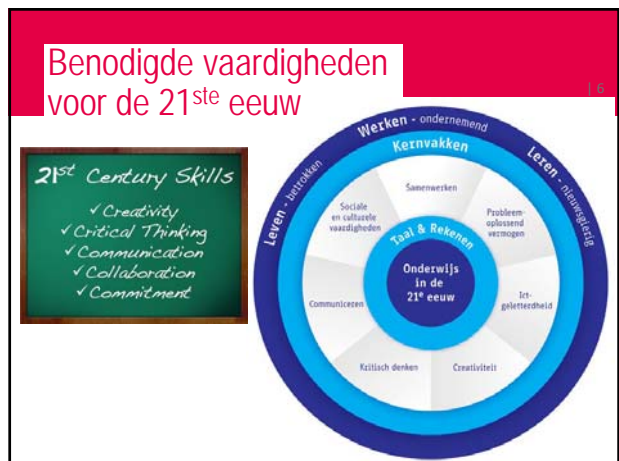 Benodigde vaardigheden
voor de 21ste eeuw
| 6
21st Century Skills
✓ Creativity
✓ Critical Thinking
✓ Communication
✓ Collaboration
✓ Commitment
Leven - betrokken
Werken - ondernemend
Leren - nieuwsgierig
Kernvakken
Samenwerken
Probleem-
oplossend
vermogen
Ict-
geletterdheid
Creativiteit
Kritisch denken
Communiceren
Sociale
en culturele
vaardigheden
Taal & Rekenen
Onderwijs
in de
21e eeuw